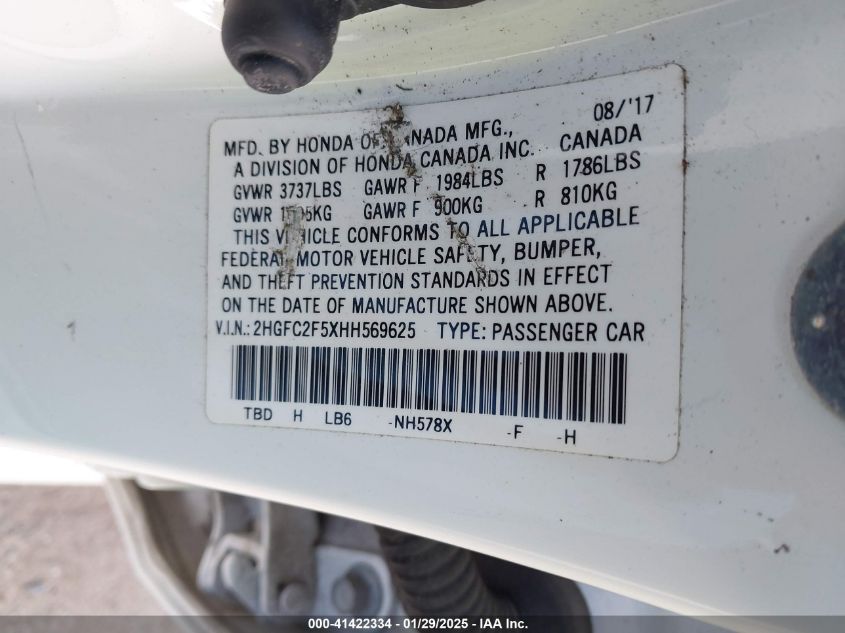 08/'17
MFD. BY HONDA OF CANADA MFG.,
A DIVISION OF HONDA CANADA INC. CANADA
GVWR 3737LBS GAWR F 1984LBS R 1786LBS
GVWR KG GAWR F 900KG R 810KG
THIS VEHICLE CONFORMS TO ALL APPLICABLE
FEDERAL MOTOR VEHICLE SAFETY, BUMPER,
AND THEFT PREVENTION STANDARDS IN EFFECT
ON THE DATE OF MANUFACTURE SHOWN ABOVE.
V.I.N.: 2HGFC2F5XHH569625 TYPE: PASSENGER CAR
TBD H LB6 -NH578X -F -H
000-41422334 - 01/29/2025 - IAA Inc.